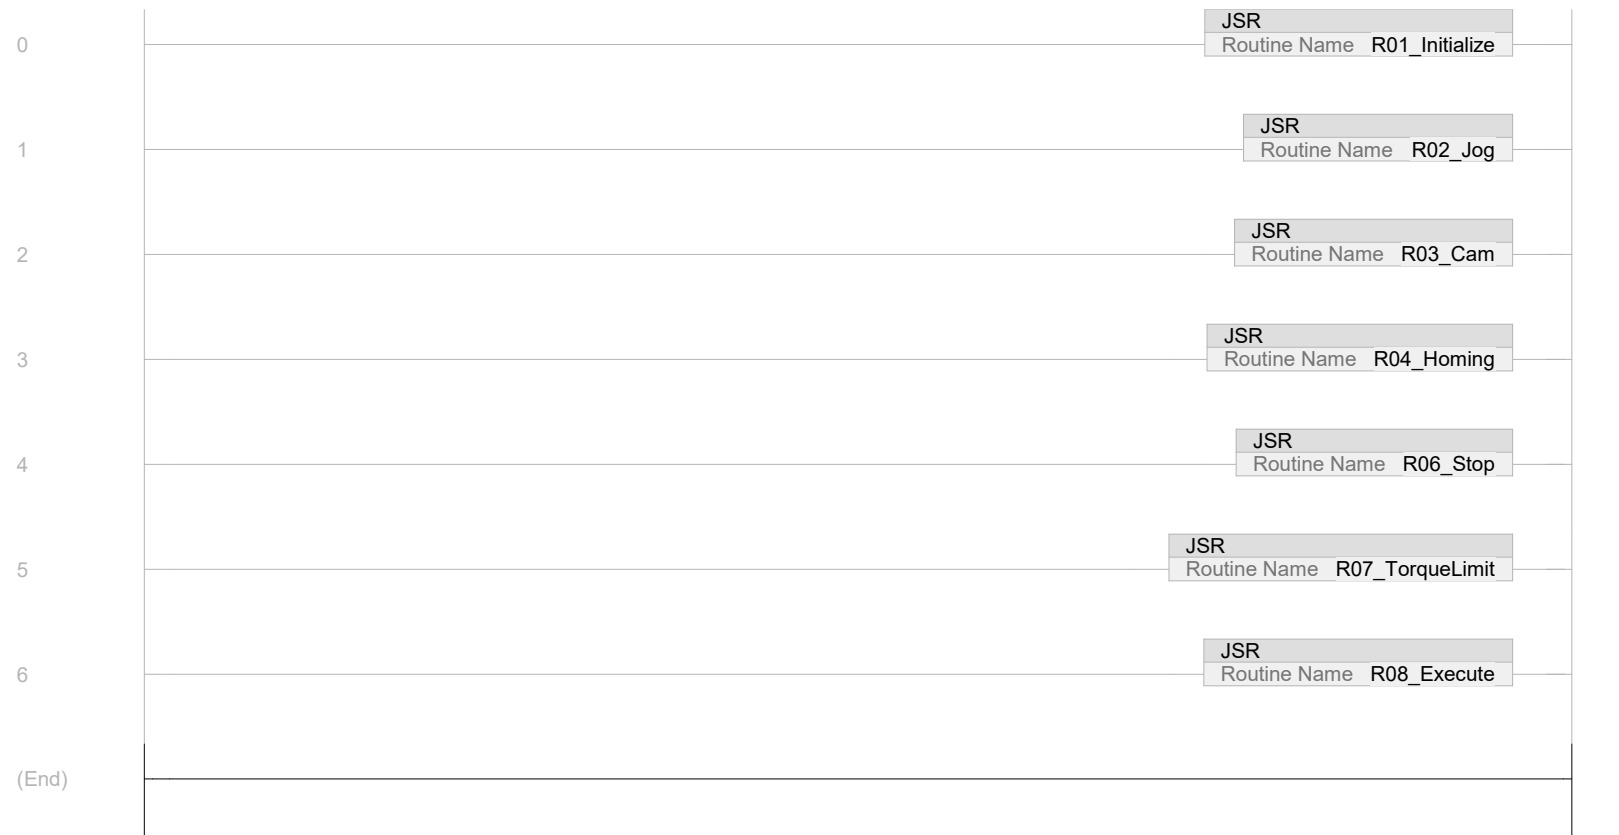 JSR
0 Routine Name R01_Initialize
JSR
1 Routine Name R02_Jog
JSR
2 Routine Name R03_Cam
JSR
3 Routine Name R04_Homing
JSR
4 Routine Name R06_Stop
JSR
5 Routine Name R07_TorqueLimit
JSR
6 Routine Name R08_Execute
(End)